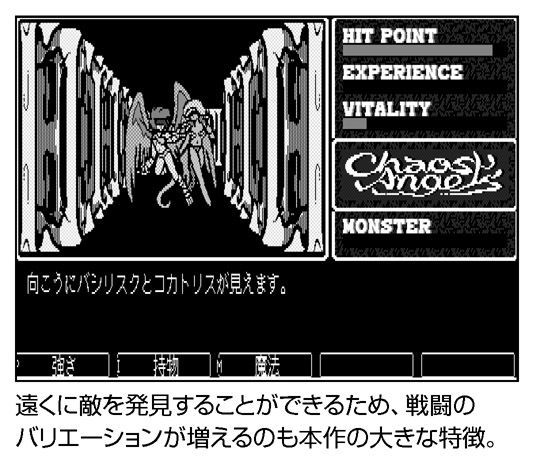 HIT POINT
EXPERIENCE
VITALITY
Chaos
Angel
MONSTER
向こうにバシリスクとコカトリスが見えます。
P 強さ I 持物 M 魔法
遠くに敵を発見することができるため、戦闘の
バリエーションが増えるのも本作の大きな特徴。